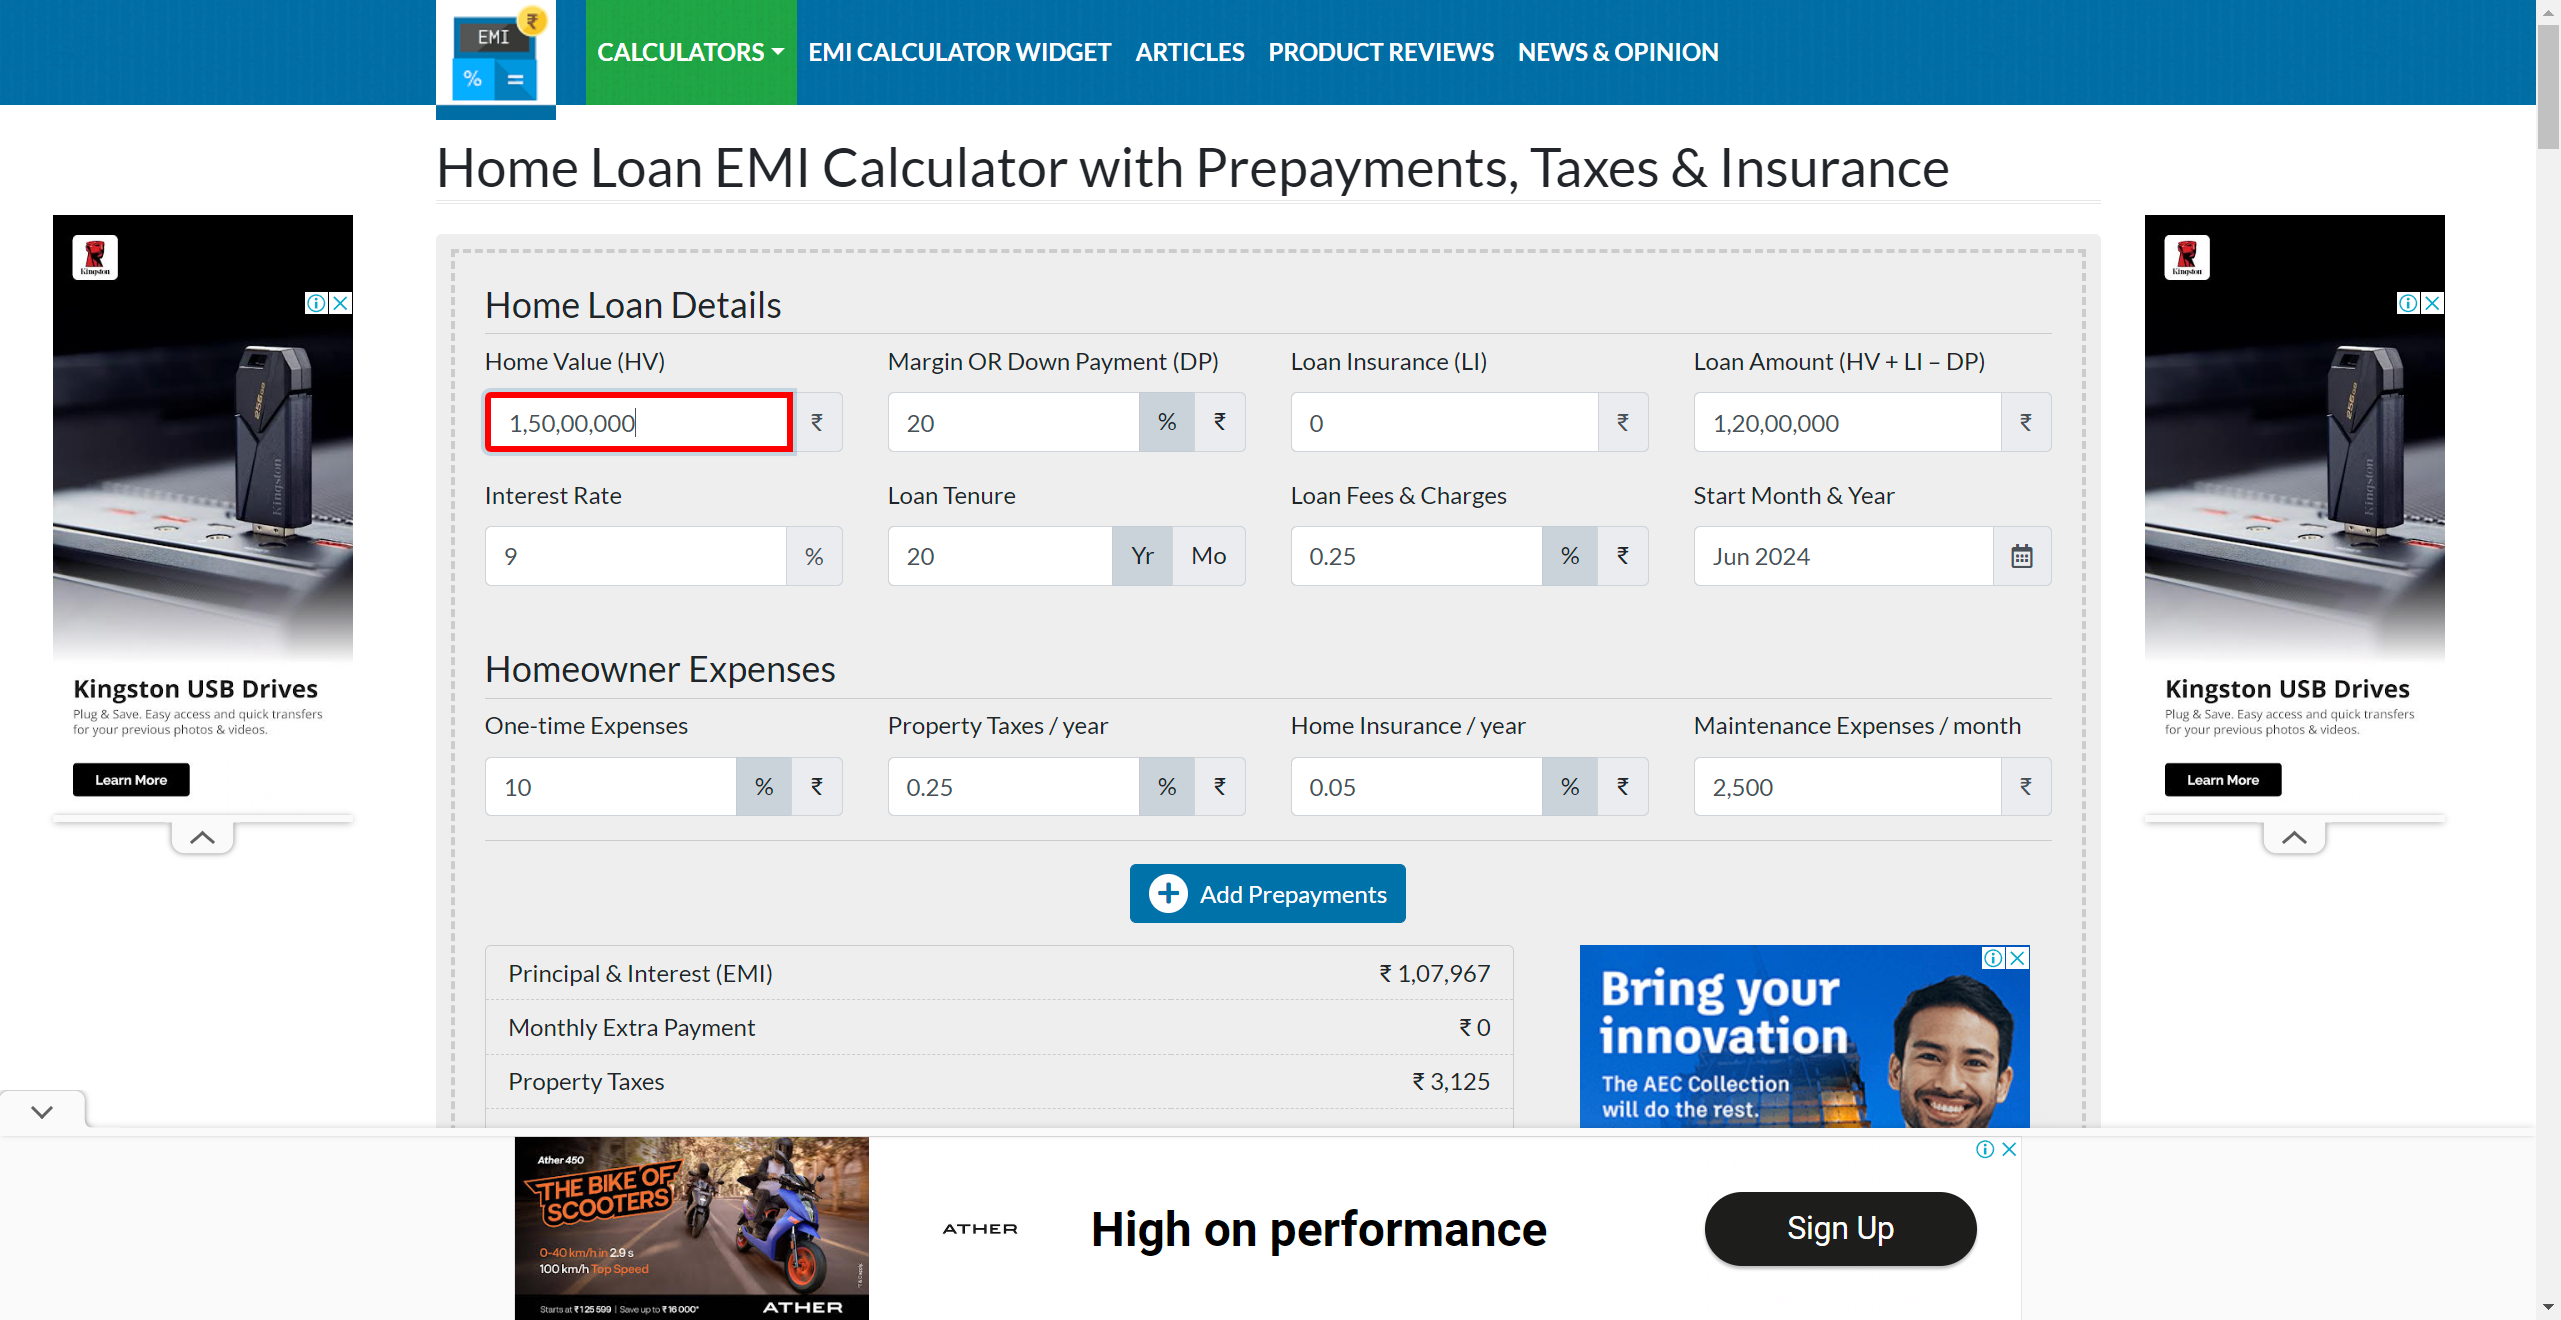 EMI
₹
%
=
CALCULATORS
EMI CALCULATOR WIDGET
ARTICLES
PRODUCT REVIEWS
NEWS & OPINION
Home Loan EMI Calculator with Prepayments, Taxes & Insurance
Kingston
256GB
Kingston
Kingston USB Drives
Plug & Save. Easy access and quick transfers
for your previous photos & videos.
Learn More
Home Loan Details
Home Value (HV)
Margin OR Down Payment (DP)
Loan Insurance (LI)
Loan Amount (HV + LI – DP)
1,50,00,000 ₹
20 % ₹
0 ₹
1,20,00,000 ₹
Interest Rate
Loan Tenure
Loan Fees & Charges
Start Month & Year
9 %
20 Yr Mo
0.25 % ₹
Jun 2024
Homeowner Expenses
One-time Expenses
Property Taxes / year
Home Insurance / year
Maintenance Expenses / month
10 % ₹
0.25 % ₹
0.05 % ₹
2,500 ₹
Add Prepayments
Principal & Interest (EMI) ₹ 1,07,967
Monthly Extra Payment ₹ 0
Property Taxes ₹ 3,125
Bring your
innovation
The AEC Collection
will do the rest.
Kingston
256GB
Kingston
Kingston USB Drives
Plug & Save. Easy access and quick transfers
for your previous photos & videos.
Learn More
Ather 450
THE BIKE OF
SCOOTERS
0-40 km/h in 2.9 s
100 km/h Top Speed
Starts at ₹125 599 | Save up to ₹16 000*
ATHER
ATHER
High on performance
Sign Up